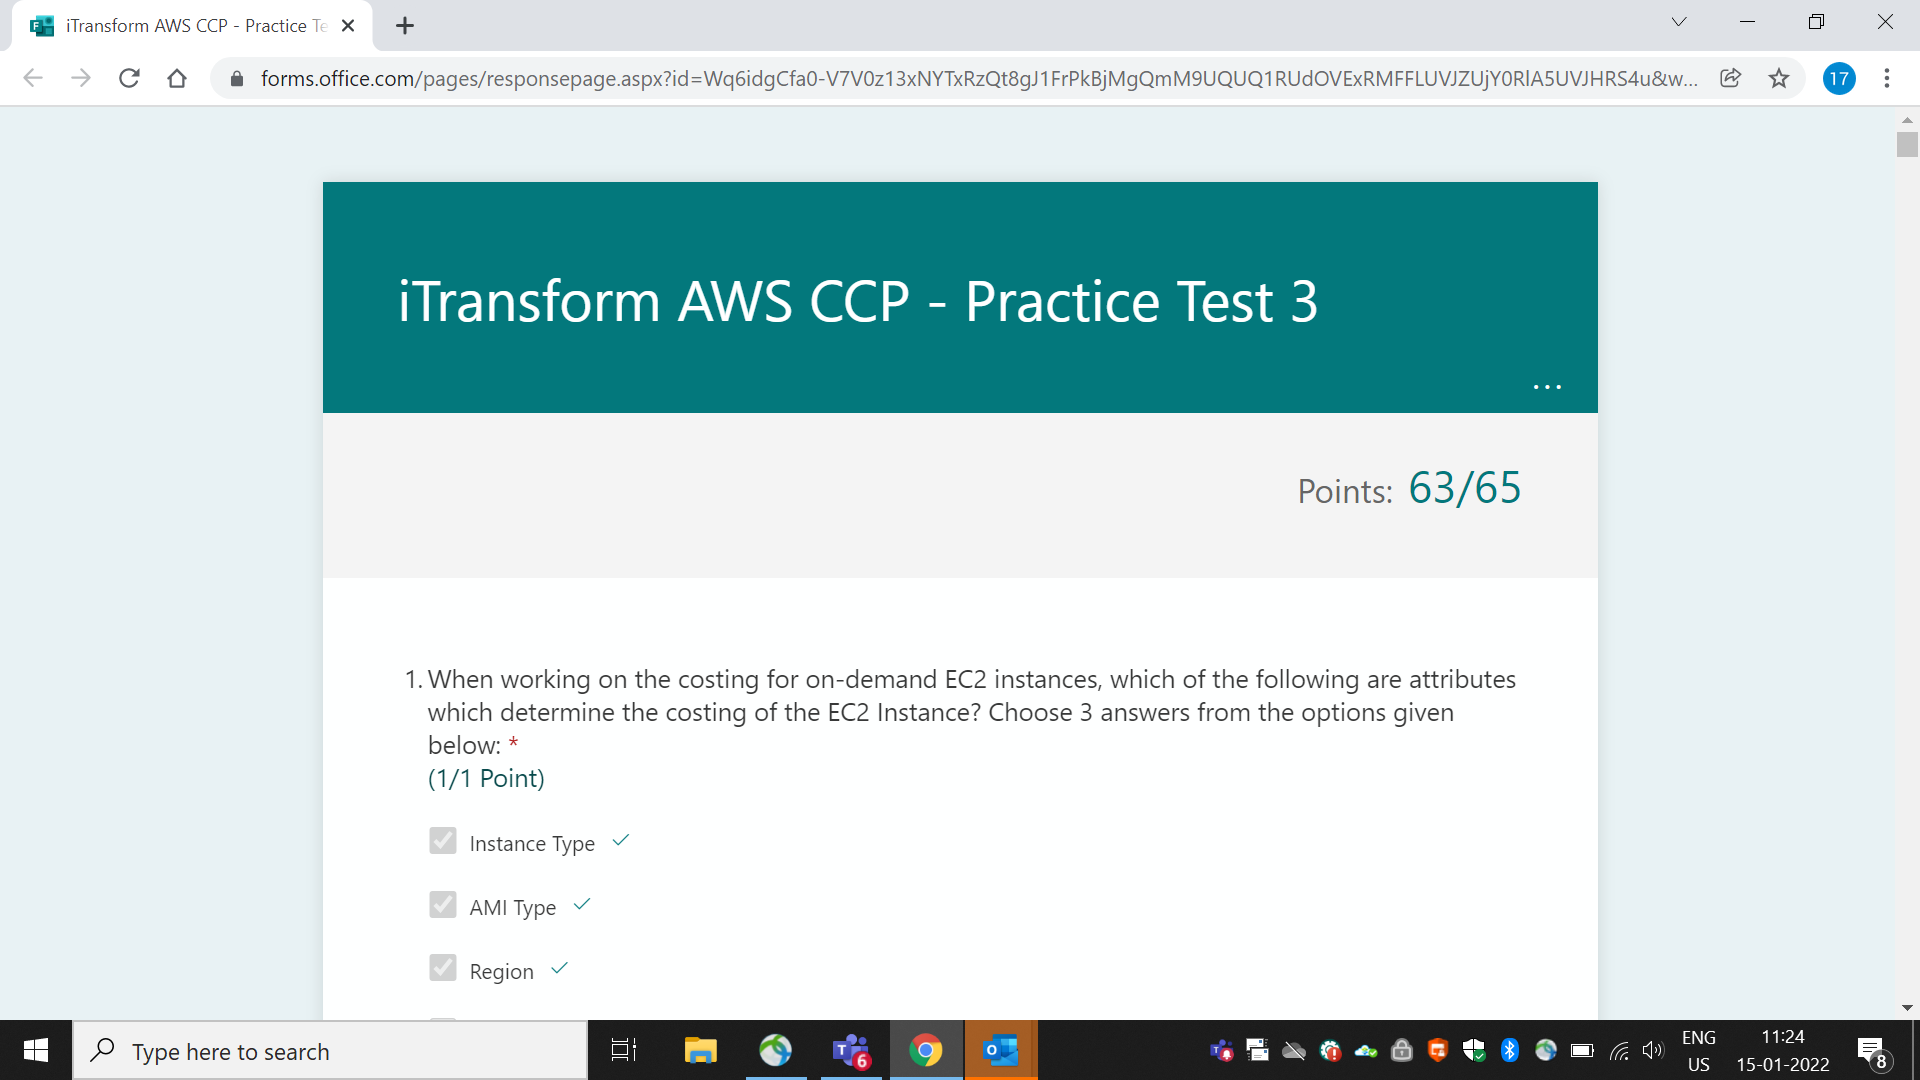 iTransform AWS CCP - Practice Te
forms.office.com/pages/responsepage.aspx?id=Wq6idgCfa0-V7V0z13xNYTxRzQt8gJ1FrPkBjMgQmM9UQUQ1RUdOVExRMFFLUVJZUjY0RlA5UVJHRS4u&w...
17
iTransform AWS CCP - Practice Test 3
...
Points: 63/65
1. When working on the costing for on-demand EC2 instances, which of the following are attributes
which determine the costing of the EC2 Instance? Choose 3 answers from the options given
below: *
(1/1 Point)
Instance Type
AMI Type
Region
Type here to search
6
ENG
US
11:24
15-01-2022
8